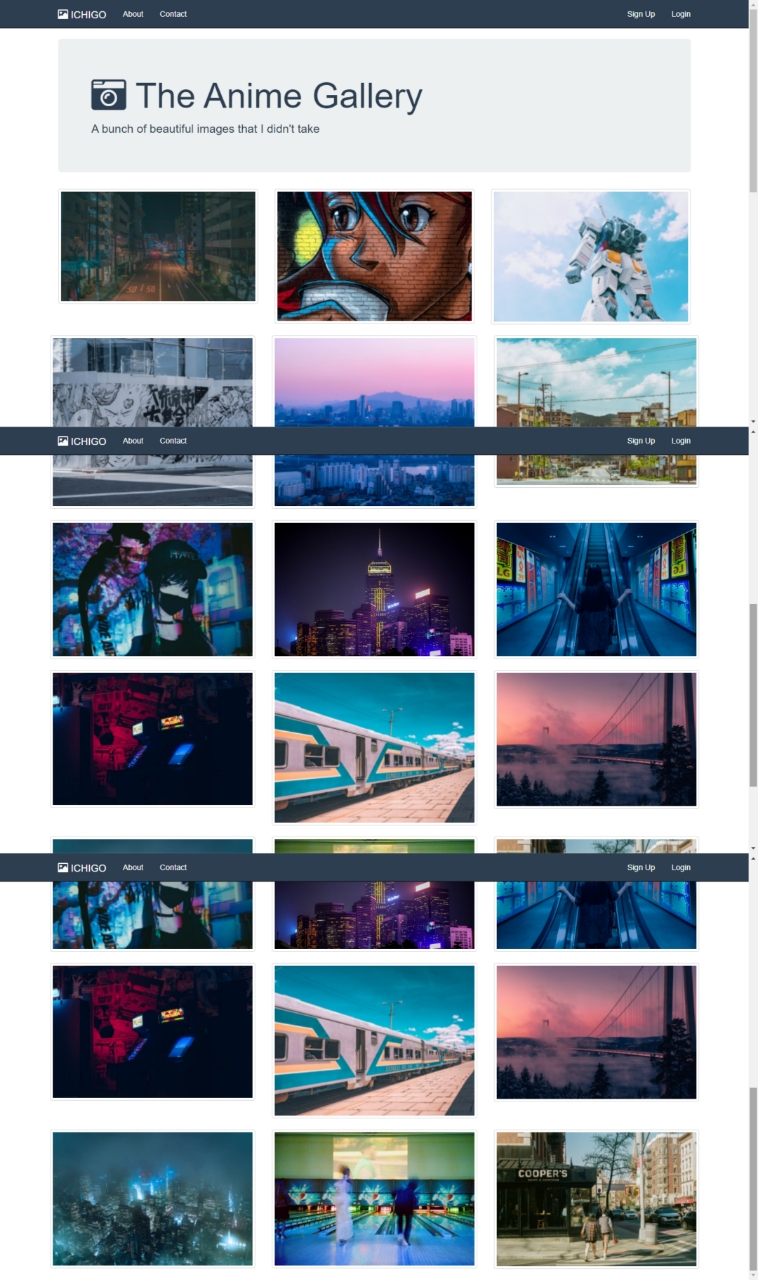 ICHIGO About Contact Sign Up Login
The Anime Gallery
A bunch of beautiful images that I didn't take
ICHIGO About Contact Sign Up Login
ICHIGO About Contact Sign Up Login
COOPER'S